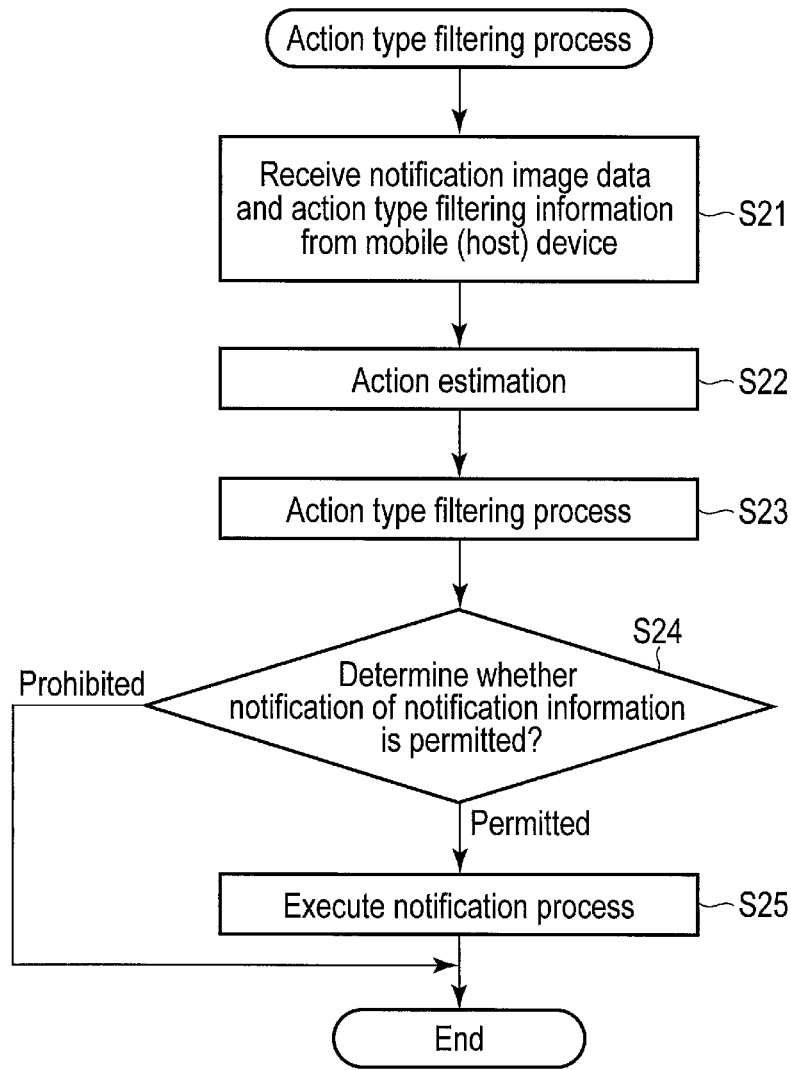 Action type filtering process
Receive notification image data
and action type filtering information
from mobile (host) device
S21
Action estimation
S22
Action type filtering process
S23
S24
Prohibited
Determine whether
notification of notification information
is permitted?
Permitted
Execute notification process
S25
End